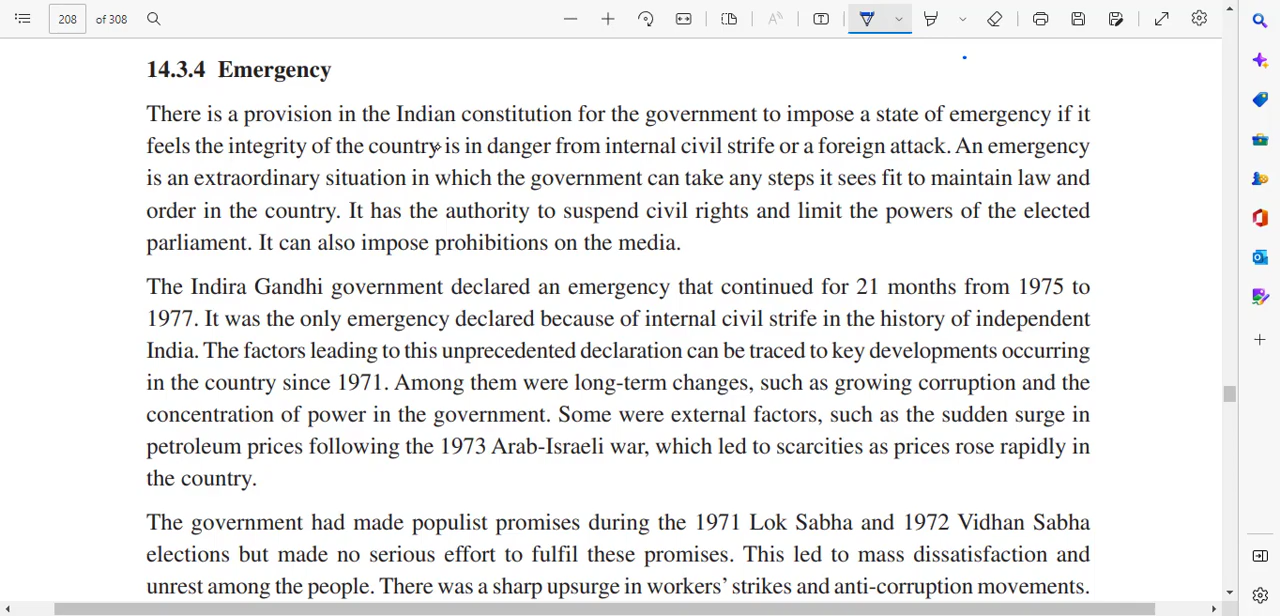 208 of 308
14.3.4 Emergency
There is a provision in the Indian constitution for the government to impose a state of emergency if it
feels the integrity of the country is in danger from internal civil strife or a foreign attack. An emergency
is an extraordinary situation in which the government can take any steps it sees fit to maintain law and
order in the country. It has the authority to suspend civil rights and limit the powers of the elected
parliament. It can also impose prohibitions on the media.
The Indira Gandhi government declared an emergency that continued for 21 months from 1975 to
1977. It was the only emergency declared because of internal civil strife in the history of independent
India. The factors leading to this unprecedented declaration can be traced to key developments occurring
in the country since 1971. Among them were long-term changes, such as growing corruption and the
concentration of power in the government. Some were external factors, such as the sudden surge in
petroleum prices following the 1973 Arab-Israeli war, which led to scarcities as prices rose rapidly in
the country.
The government had made populist promises during the 1971 Lok Sabha and 1972 Vidhan Sabha
elections but made no serious effort to fulfil these promises. This led to mass dissatisfaction and
unrest among the people. There was a sharp upsurge in workers' strikes and anti-corruption movements.